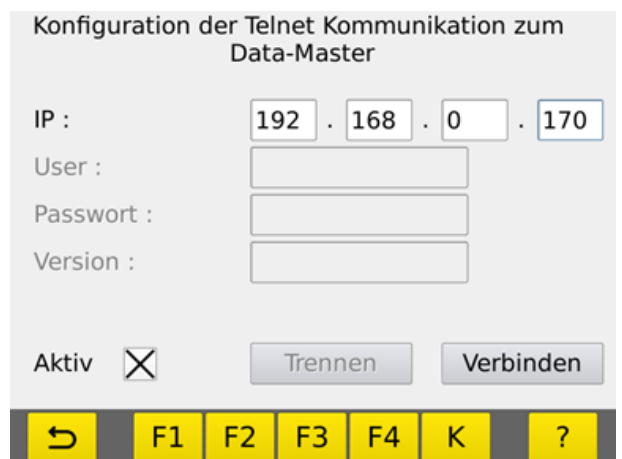 Konfiguration der Telnet Kommunikation zum
Data-Master
IP : 192 . 168 . 0 . 170
User :
Passwort :
Version :
Aktiv Trennen Verbinden
F1 F2 F3 F4 K ?